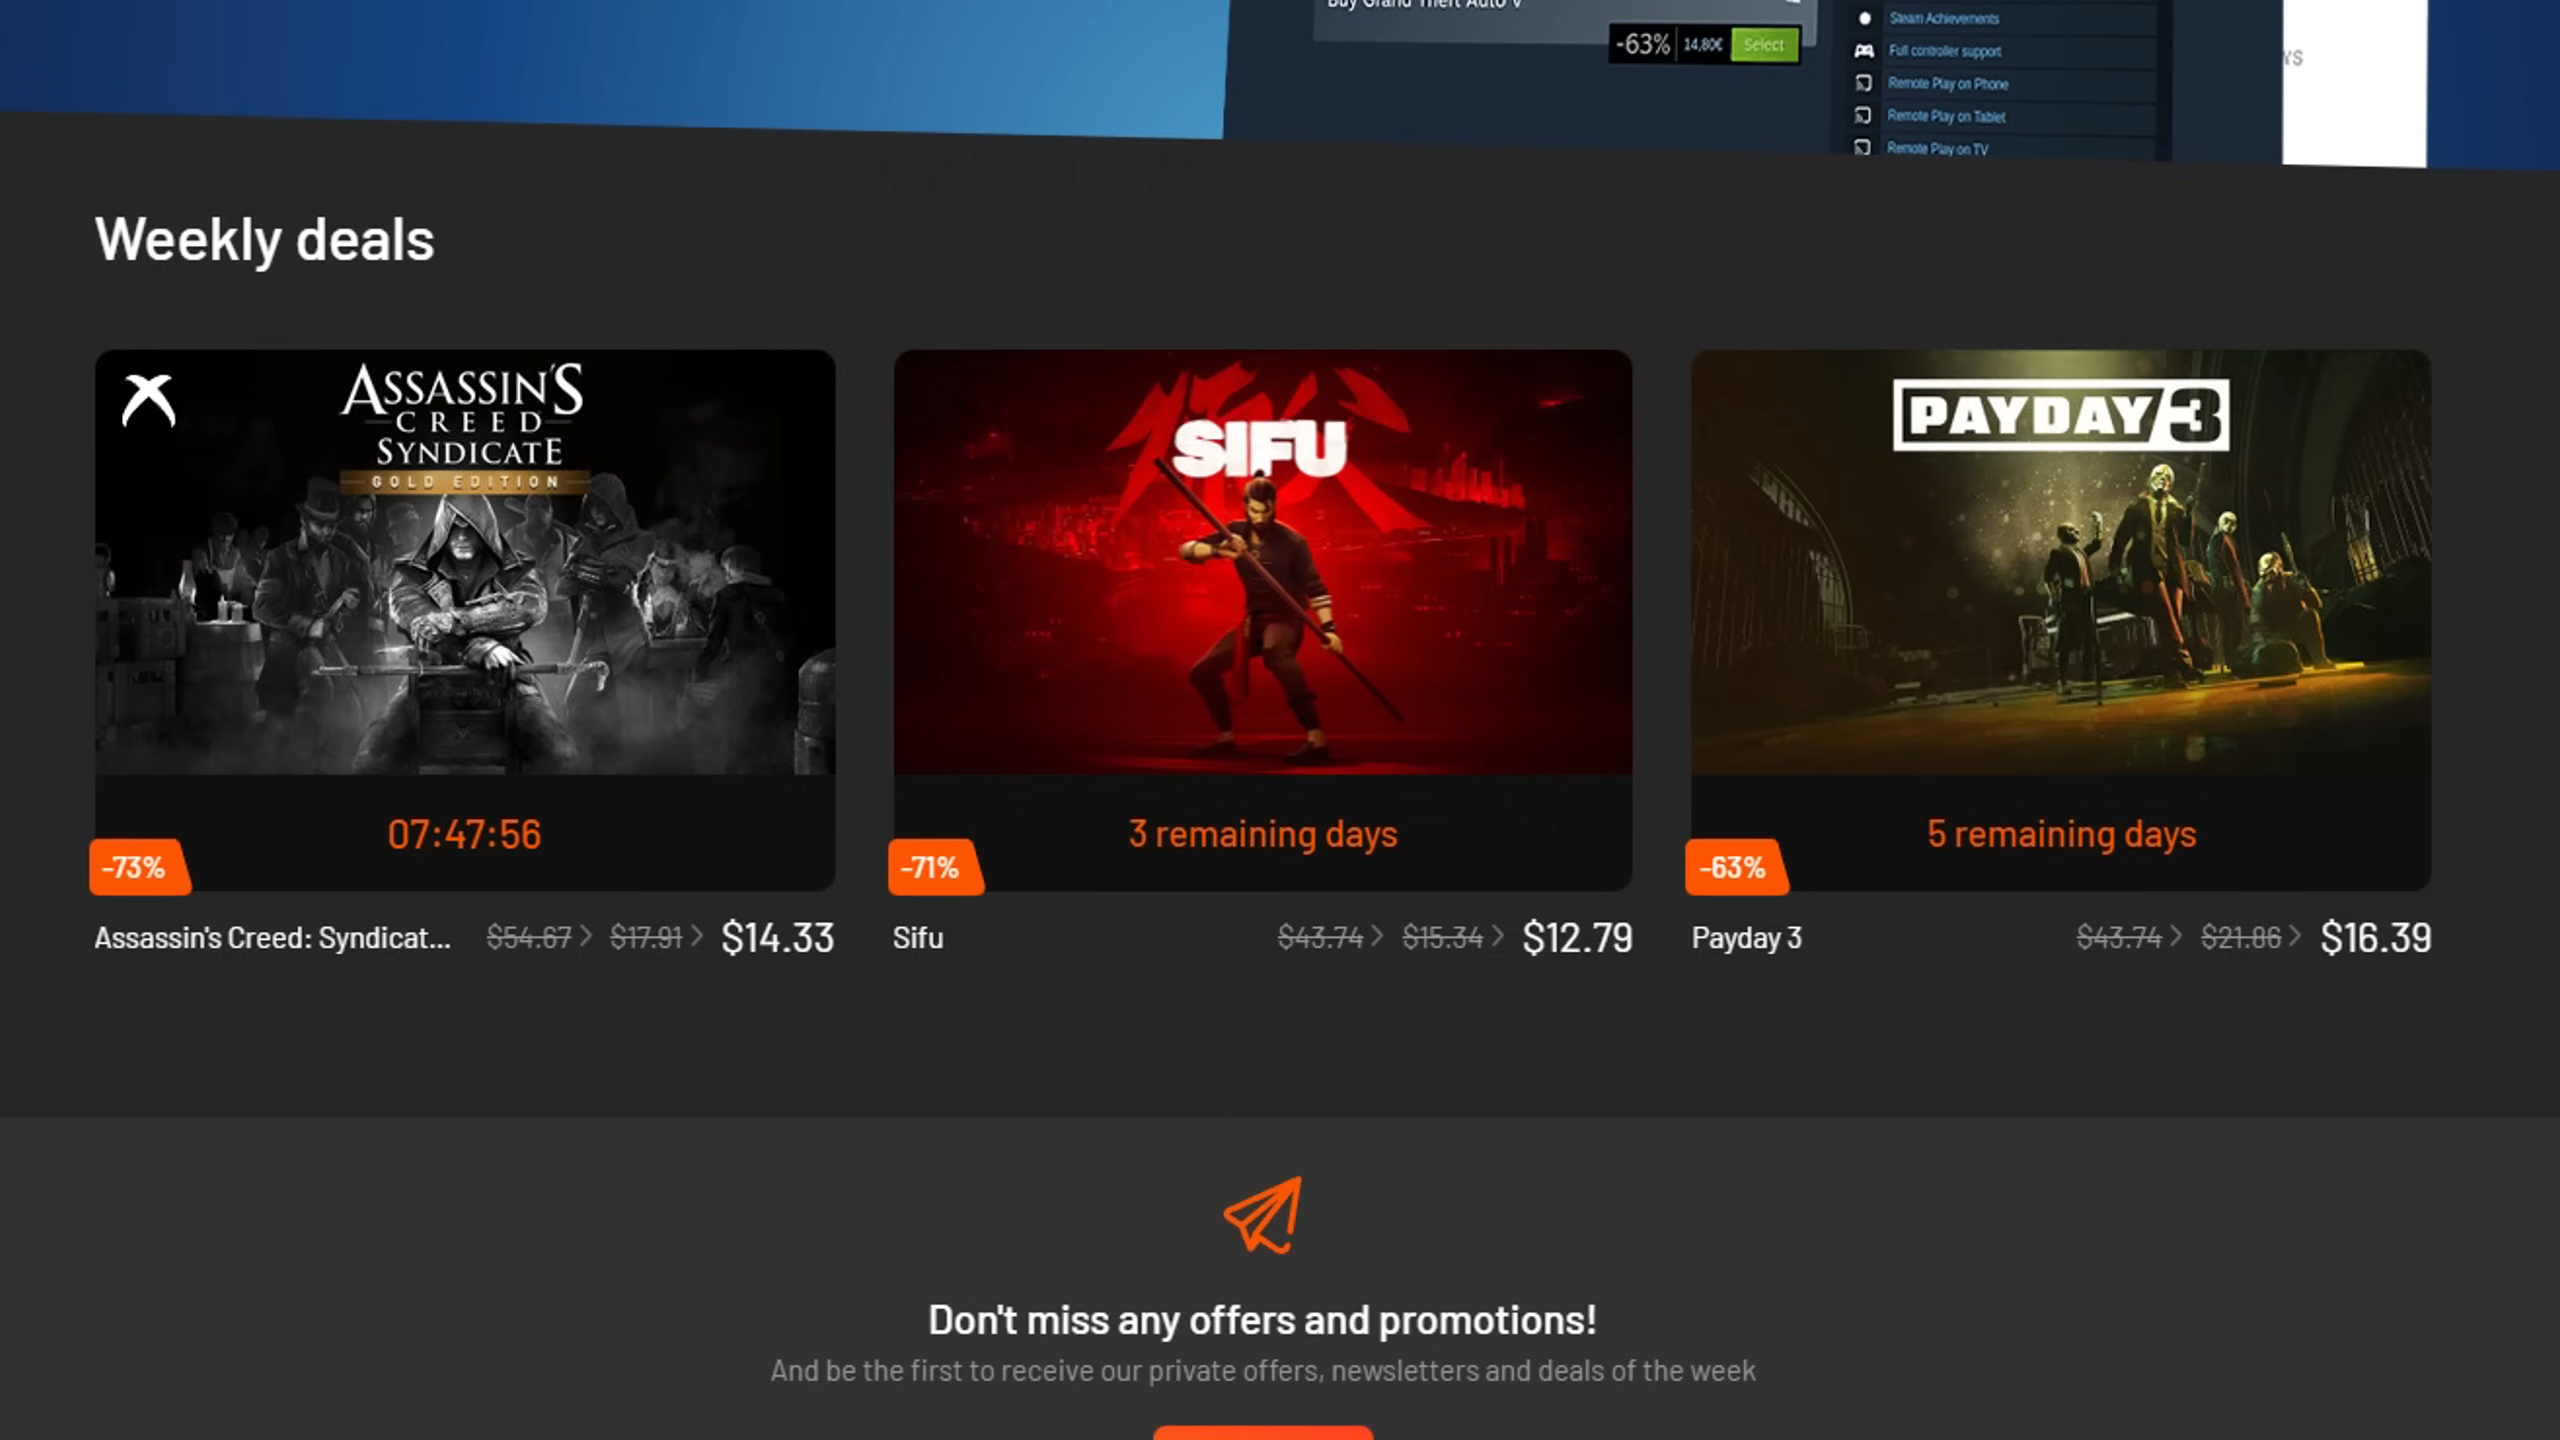 Buy Grand Theft Auto V
-63% 14,80€ Select
Steam Achievements
Full controller support
Remote Play on Phone
Remote Play on Tablet
Remote Play on TV
Weekly deals
ASSASSIN'S
CREED
SYNDICATE
GOLD EDITION
07:47:56
-73%
Assassin's Creed: Syndicat... $54.67 > $17.91 > $14.33
SIFU
3 remaining days
-71%
Sifu $43.74 > $15.34 > $12.79
PAYDAY 3
5 remaining days
-63%
Payday 3 $43.74 > $21.86 > $16.39
Don't miss any offers and promotions!
And be the first to receive our private offers, newsletters and deals of the week